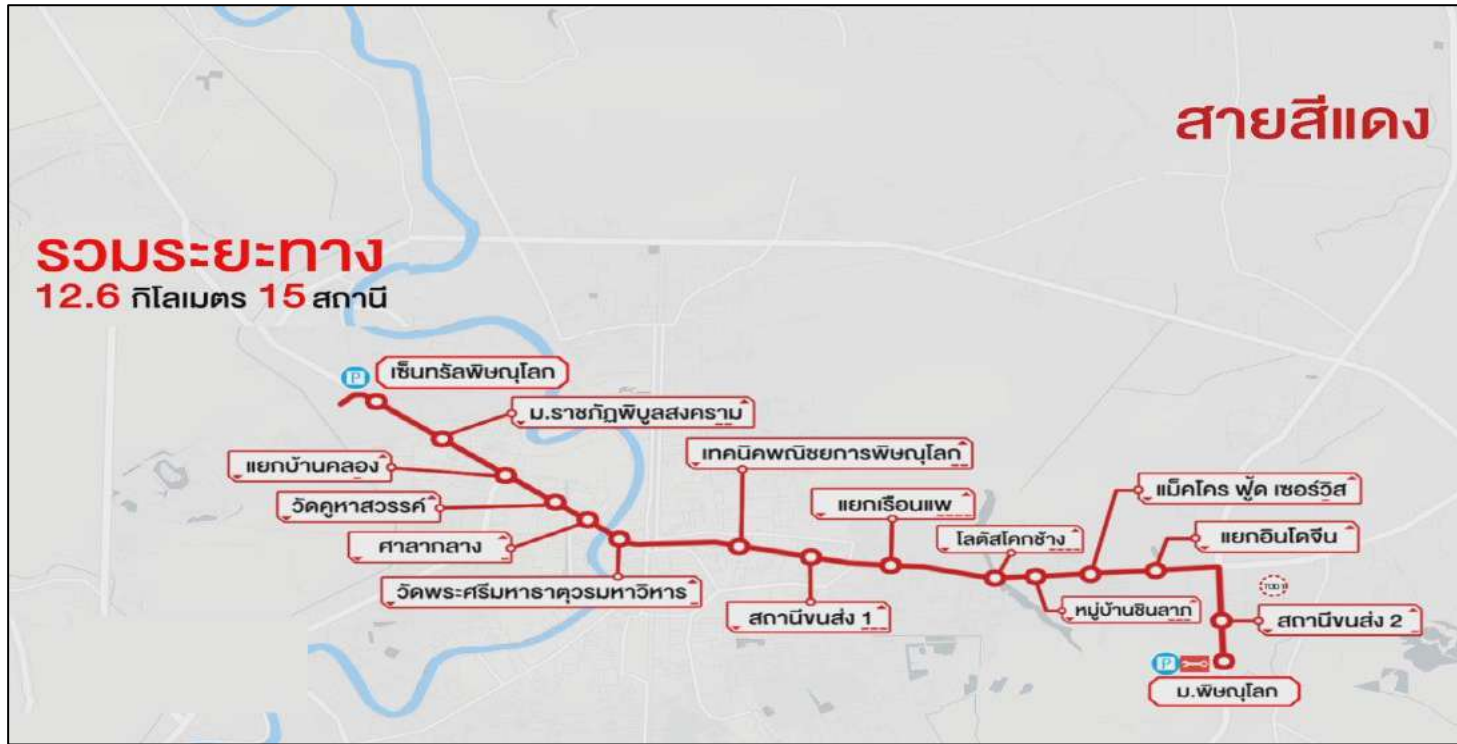 สายสีแดง
รวมระยะทาง
12.6 กิโลเมตร 15 สถานี
P
เซ็นทรัลพิษณุโลก
ม.ราชภัฏพิบูลสงคราม
แยกบ้านคลอง
วัดคูหาสวรรค์
ศาลากลาง
วัดพระศรีมหาธาตุวรมหาวิหาร
เทคนิคพณิชยการพิษณุโลก
สถานีขนส่ง 1
แยกเรือนแพ
โลตัสโคกช้าง
หมู่บ้านชินลาภ
แม็คโคร ฟู้ด เซอร์วิส
แยกอินโดจีน
สถานีขนส่ง 2
P
ม.พิษณุโลก